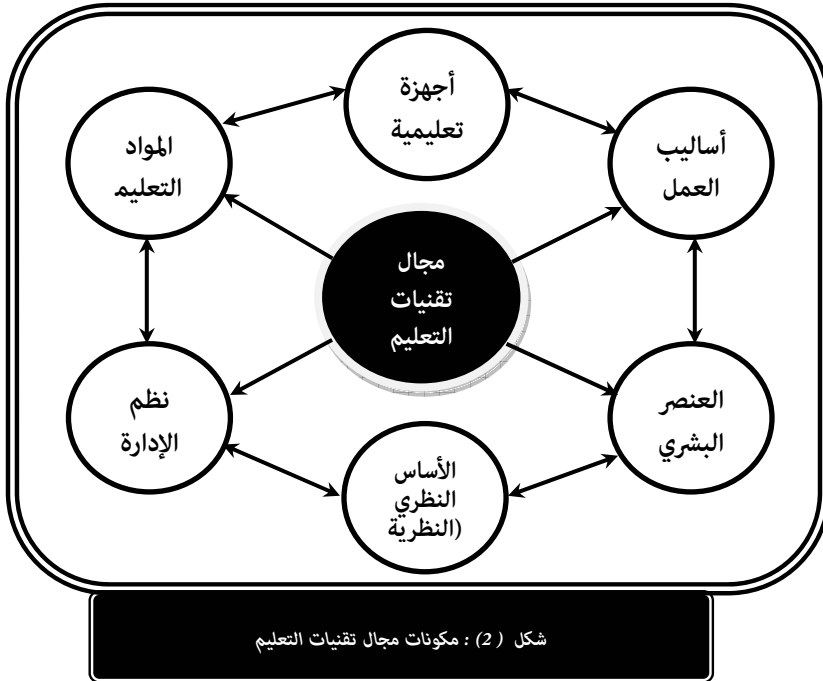 أجهزة
تعليمية
أساليب
العمل
المواد
التعليم
مجال
تقنيات
التعليم
العنصر
البشري
نظم
الإدارة
الأساس
النظري
(النظرية
شكل ( 2) : مكونات مجال تقنيات التعليم